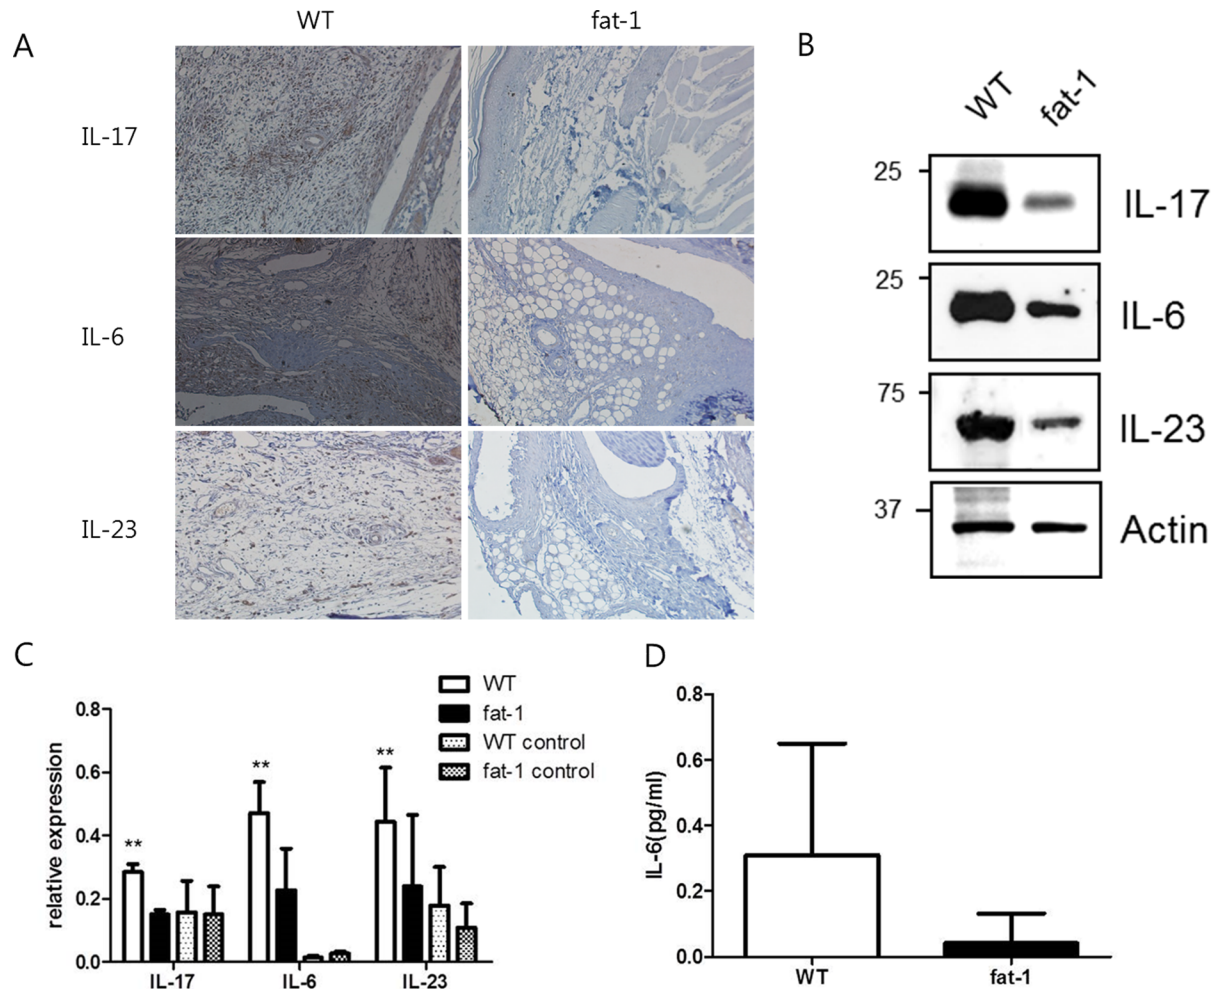 WT fat-1
A
IL-17
IL-6
IL-23
B
WT fat-1
25
IL-17
25
IL-6
75
IL-23
37
Actin
C
WT
fat-1
WT control
fat-1 control
relative expression
0.8
0.6
0.4
0.2
0.0
**
**
**
IL-17 IL-6 IL-23
D
IL-6(pg/ml)
0.8
0.6
0.4
0.2
0.0
WT fat-1